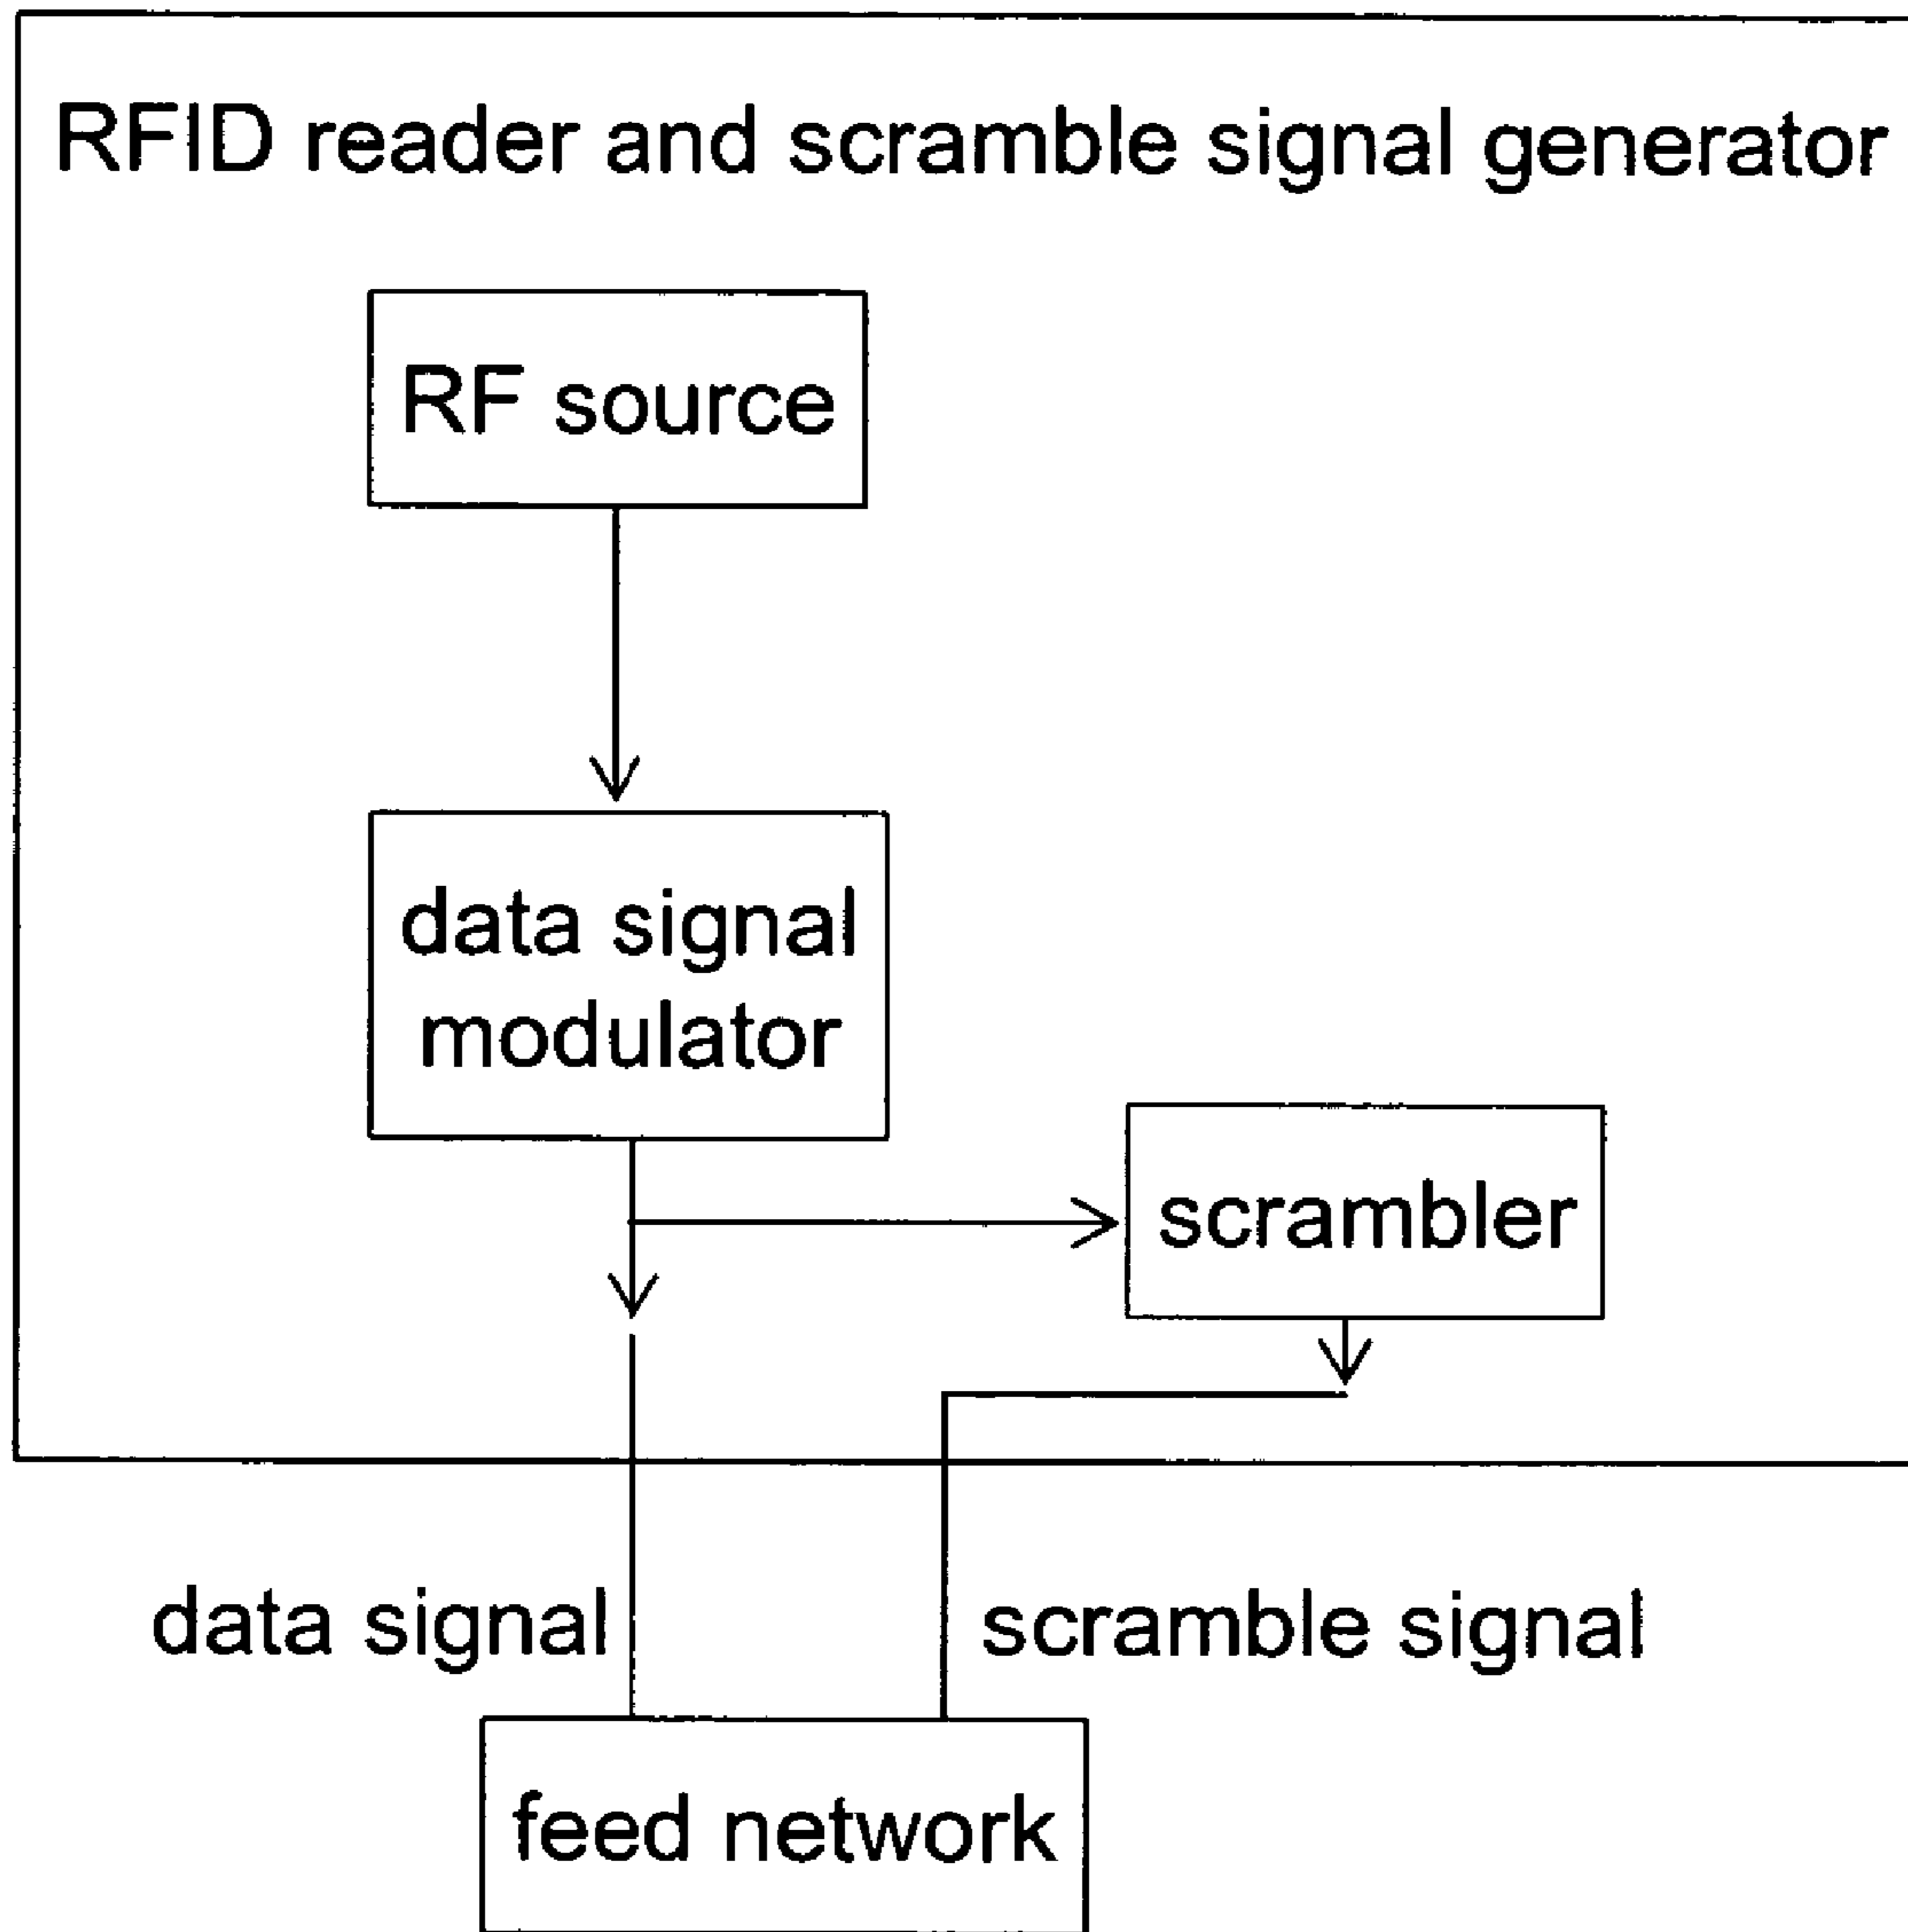 RFID reader and scramble signal generator
RF source
data signal
modulator
scrambler
data signal
scramble signal
feed network